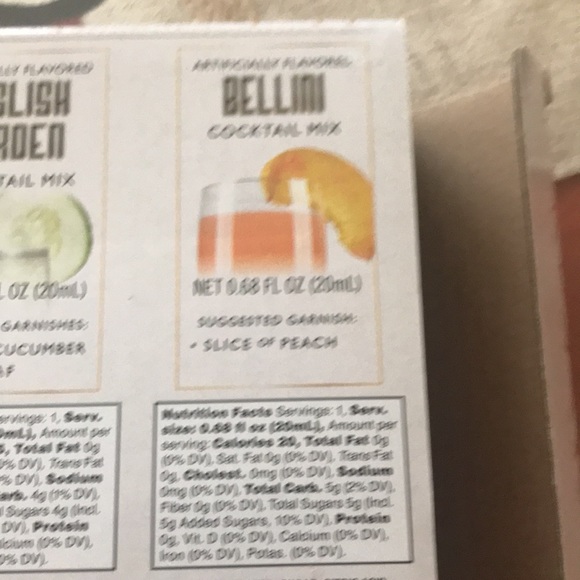 LLY FLAVORED
GLISH
RDEN
TAIL MIX
L OZ (20mL)
GARNISHES:
CUCUMBER
AF
ervings: 1, Serv.
0mL), Amount per
Total Fat 0g
0% DV), Trans Fat
% DV), Sodium
arb. 4g (1% DV),
l Sugars 4g (Incl.
DV), Protein
lcium (0% DV),
0% DV).
ARTIFICIALLY FLAVORED
BELLINI
COCKTAIL MIX
NET 0.68 FL OZ (20mL)
SUGGESTED GARNISH:
• SLICE OF PEACH
Nutrition Facts Servings: 1, Serv.
size: 0.68 fl oz (20mL), Amount per
serving: Calories 20, Total Fat 0g
(0% DV), Sat. Fat 0g (0% DV), Trans Fat
0g, Cholest. 0mg (0% DV), Sodium
0mg (0% DV), Total Carb. 5g (2% DV),
Fiber 0g (0% DV), Total Sugars 5g (Incl.
5g Added Sugars, 10% DV), Protein
0g, Vit. D (0% DV), Calcium (0% DV),
Iron (0% DV), Potas. (0% DV).